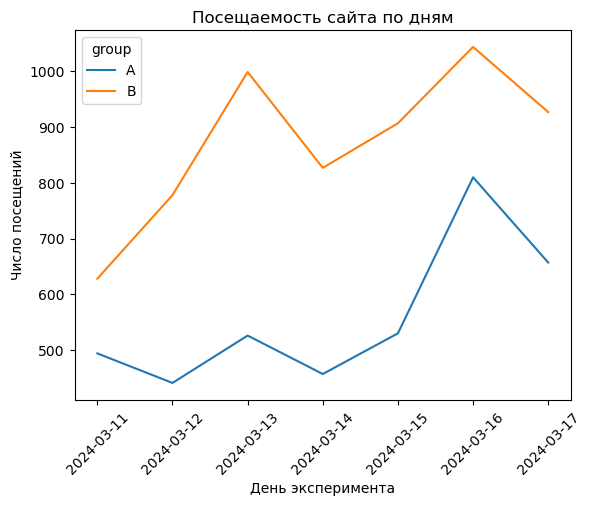 Посещаемость сайта по дням
group
A
B
Число посещений
1000
900
800
700
600
500
2024-03-11
2024-03-12
2024-03-13
2024-03-14
2024-03-15
2024-03-16
2024-03-17
День эксперимента